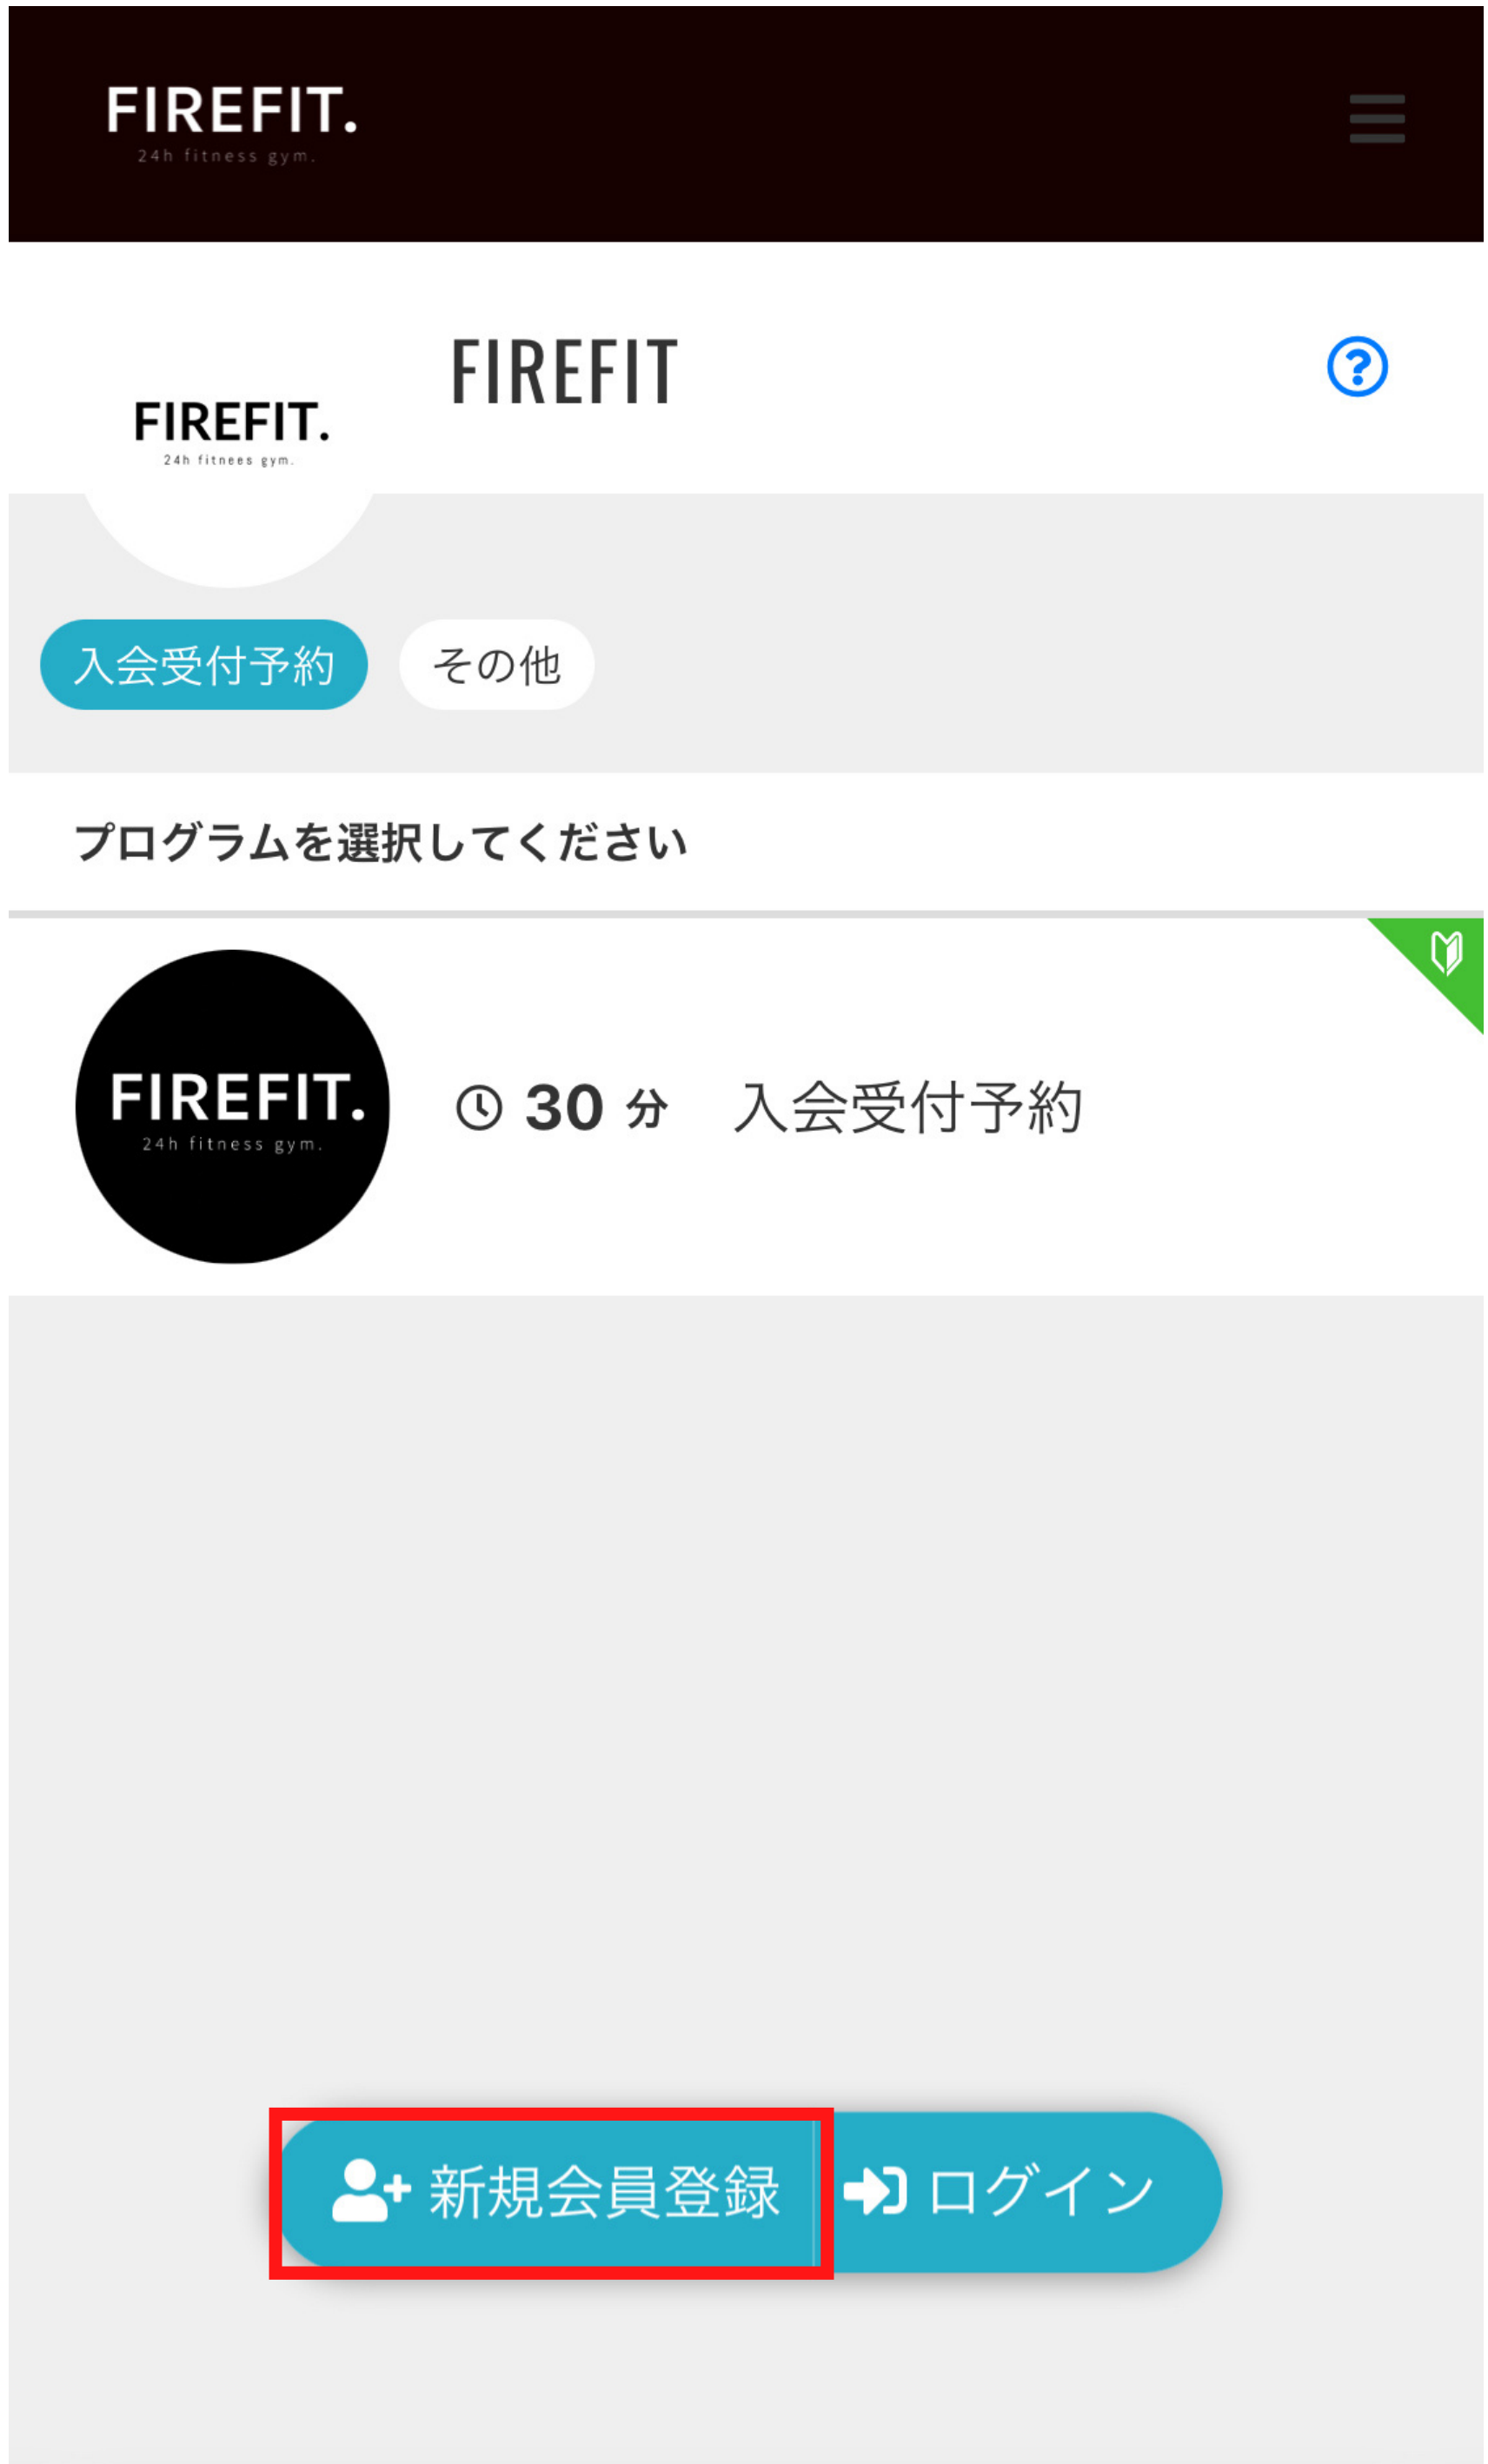 FIREFIT.
24h fitness gym.
FIREFIT
FIREFIT.
24h fitnees gym.
入会受付予約 その他
プログラムを選択してください
FIREFIT.
24h fitness gym.
30 分 入会受付予約
新規会員登録 ログイン